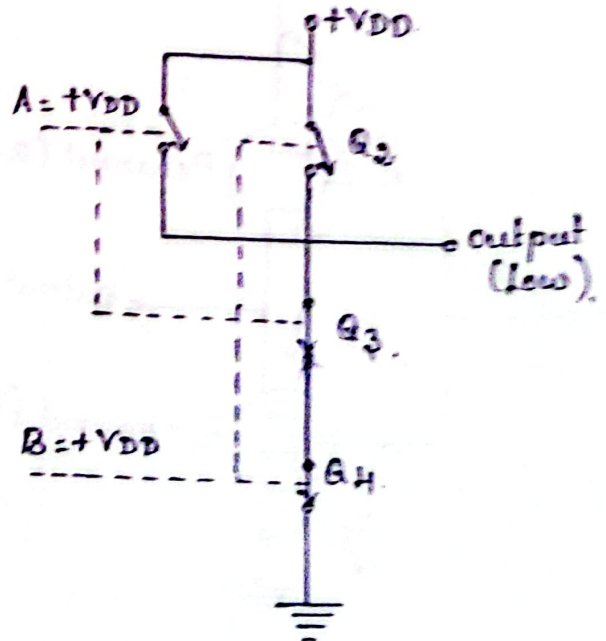 +VDD
A = +VDD
Q2
Output
(Low).
Q3.
B = +VDD
Q4